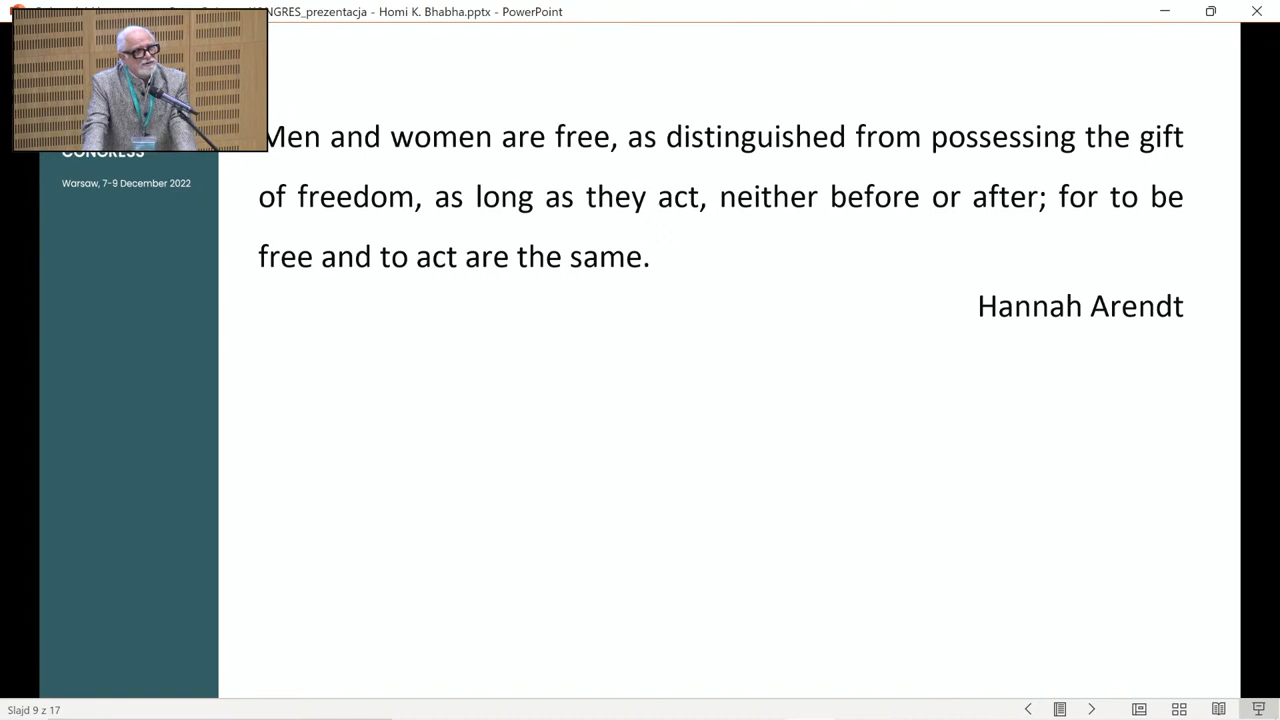 KONGRES_prezentacja - Homi K. Bhabha.pptx - PowerPoint
CONGRESS
Warsaw, 7-9 December 2022
Men and women are free, as distinguished from possessing the gift
of freedom, as long as they act, neither before or after; for to be
free and to act are the same.
Hannah Arendt
Slajd 9 z 17